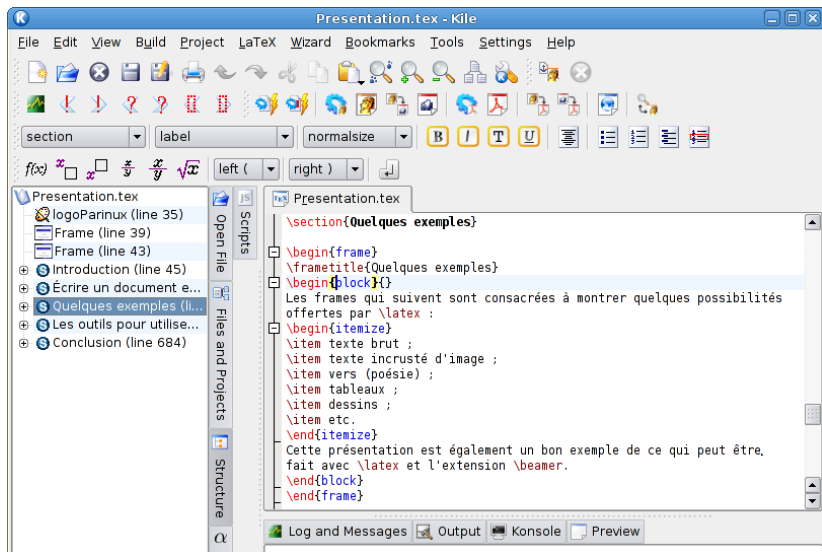 Presentation.tex - Kile
File Edit View Build Project LaTeX Wizard Bookmarks Tools Settings Help
section label normalsize B I T U
f(x) x x x y x y √x left ( right )
Presentation.tex
logoParinux (line 35)
Frame (line 39)
Frame (line 43)
Introduction (line 45)
Écrire un document e...
Quelques exemples (li...
Les outils pour utilise...
Conclusion (line 684)
Open File
Files and Projects
Structure
α
JS
Scripts
Presentation.tex
\section{Quelques exemples}
\begin{frame}
\frametitle{Quelques exemples}
\begin{block}{}
Les frames qui suivent sont consacrées à montrer quelques possibilités
offertes par \latex :
\begin{itemize}
\item texte brut ;
\item texte incrusté d'image ;
\item vers (poésie) ;
\item tableaux ;
\item dessins ;
\item etc.
\end{itemize}
Cette présentation est également un bon exemple de ce qui peut être
fait avec \latex et l'extension \beamer.
\end{block}
\end{frame}
Log and Messages Output Konsole Preview